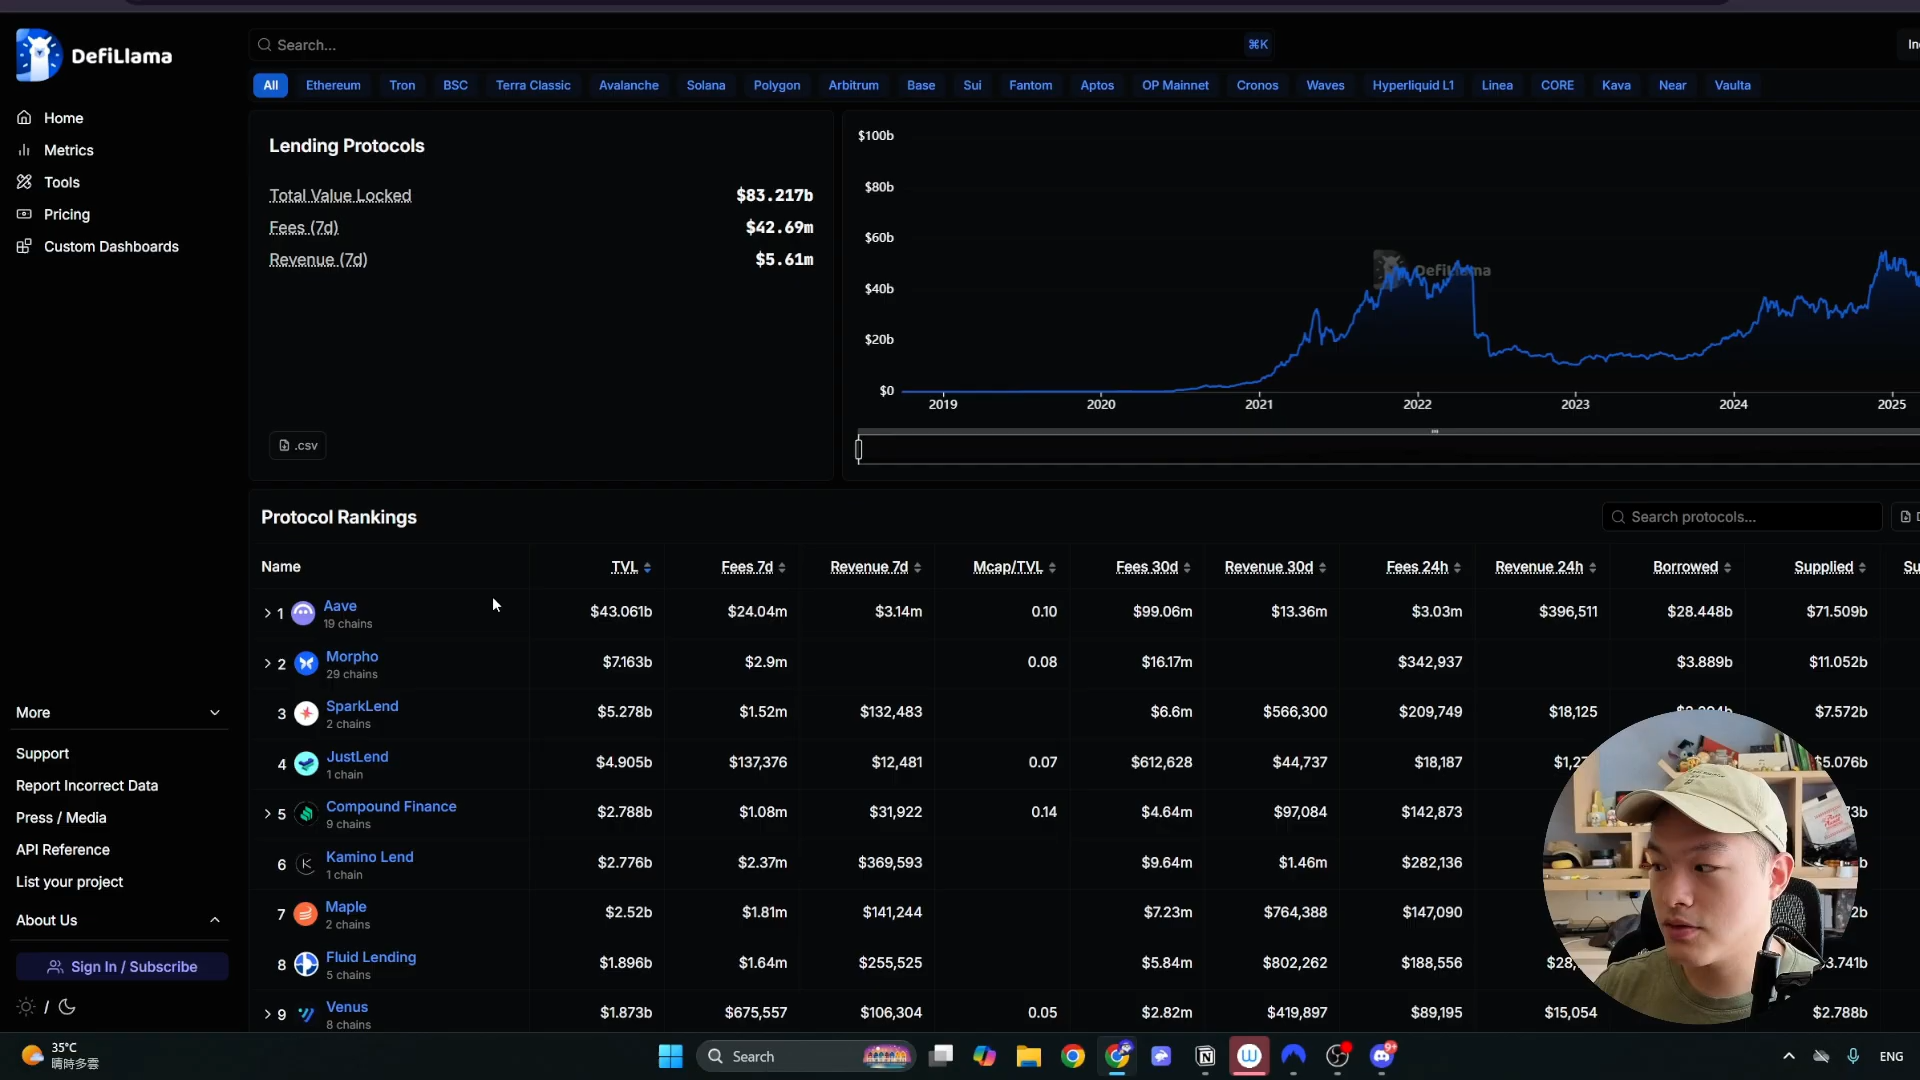 DefiLlama
Search...
⌘K
All Ethereum Tron BSC Terra Classic Avalanche Solana Polygon Arbitrum Base Sui Fantom Aptos OP Mainnet Cronos Waves Hyperliquid L1 Linea CORE Kava Near Vaulta
Home
Metrics
Tools
Pricing
Custom Dashboards
Lending Protocols
Total Value Locked $83.217b
Fees (7d) $42.69m
Revenue (7d) $5.61m
.csv
$100b
$80b
$60b
$40b
$20b
$0
DefiLlama
2019 2020 2021 2022 2023 2024 2025
Protocol Rankings
Search protocols...
Name TVL Fees 7d Revenue 7d Mcap/TVL Fees 30d Revenue 30d Fees 24h Revenue 24h Borrowed Supplied Su
1 Aave $43.061b $24.04m $3.14m 0.10 $99.06m $13.36m $3.03m $396,511 $28.448b $71.509b
19 chains
2 Morpho $7.163b $2.9m 0.08 $16.17m $342,937 $3.889b $11.052b
29 chains
3 SparkLend $5.278b $1.52m $132,483 $6.6m $566,300 $209,749 $18,125 $7.572b
2 chains
4 JustLend $4.905b $137,376 $12,481 0.07 $612,628 $44,737 $18,187 $1,2 $5.076b
1 chain
5 Compound Finance $2.788b $1.08m $31,922 0.14 $4.64m $97,084 $142,873
9 chains
6 Kamino Lend $2.776b $2.37m $369,593 $9.64m $1.46m $282,136
1 chain
7 Maple $2.52b $1.81m $141,244 $7.23m $764,388 $147,090
2 chains
8 Fluid Lending $1.896b $1.64m $255,525 $5.84m $802,262 $188,556 $28, 3.741b
5 chains
9 Venus $1.873b $675,557 $106,304 0.05 $2.82m $419,897 $89,195 $15,054 $2.788b
8 chains
More
Support
Report Incorrect Data
Press / Media
API Reference
List your project
About Us
Sign In / Subscribe
/
35°C
晴時多雲
Search
9+
ENG